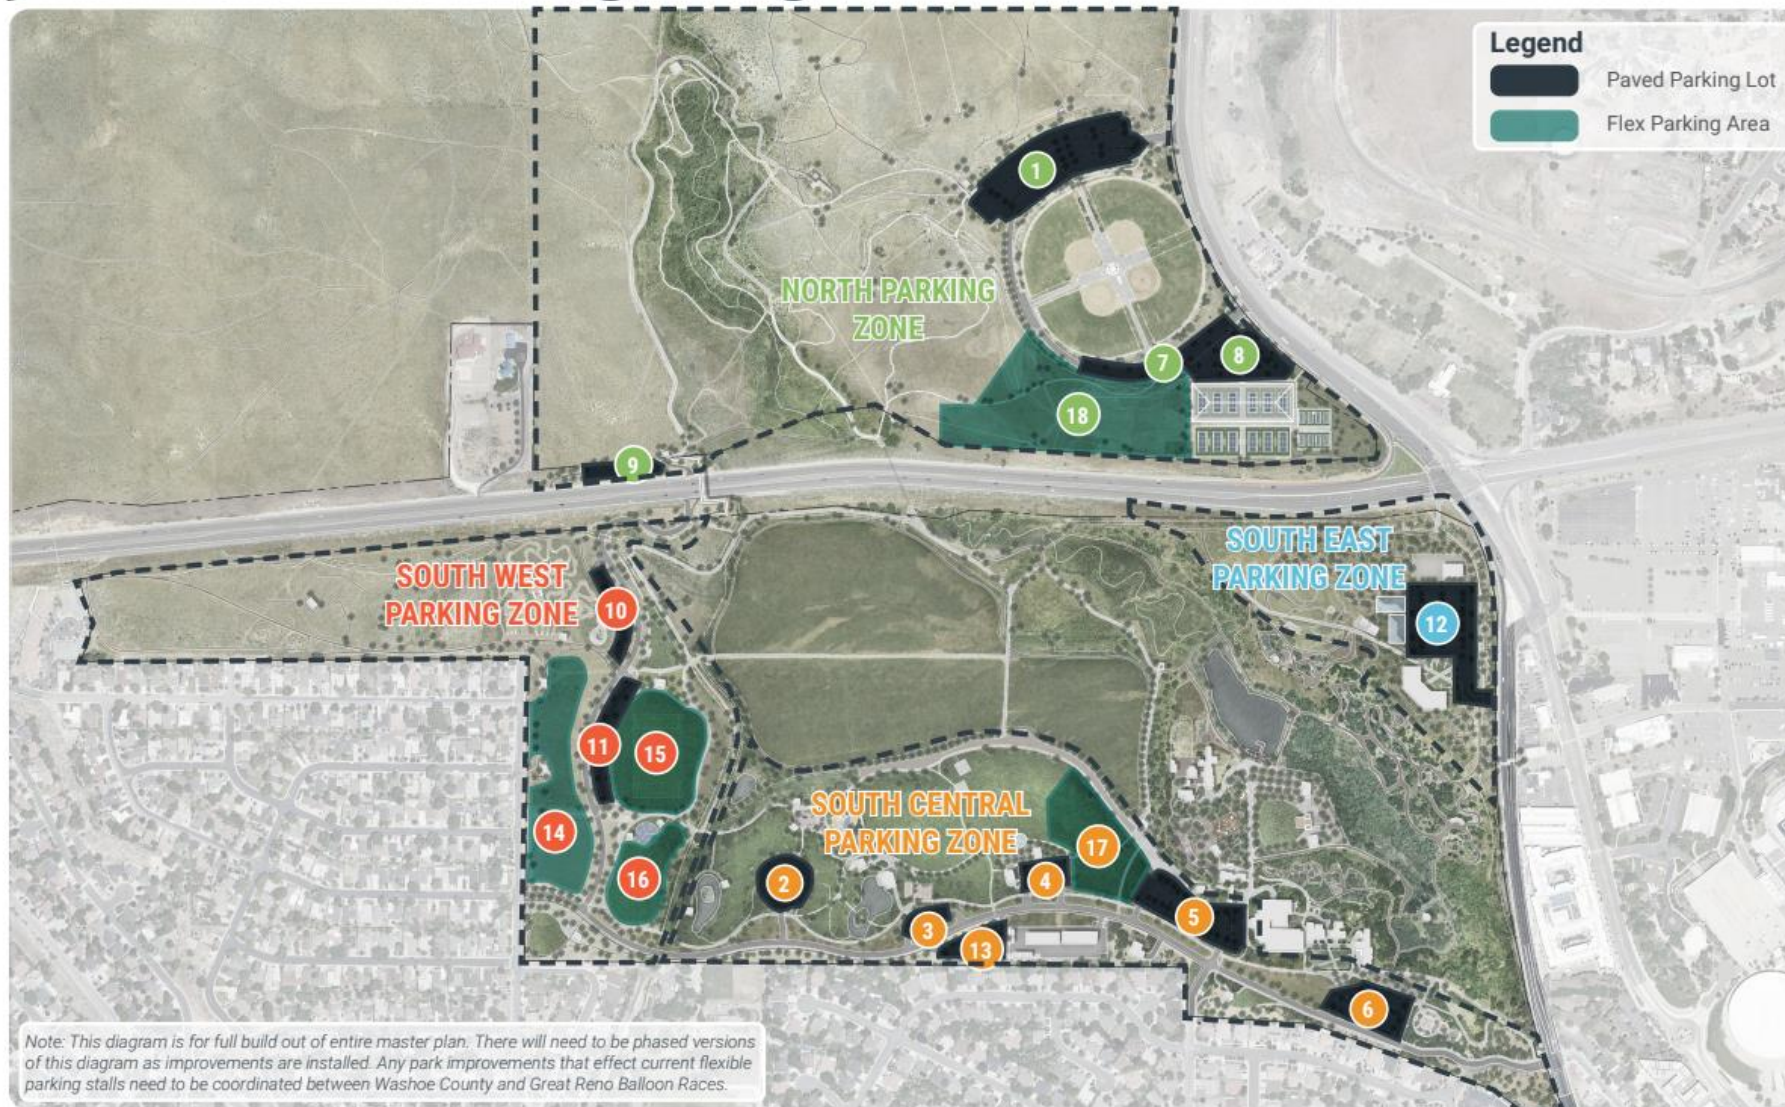 Legend
Paved Parking Lot
Flex Parking Area
1
NORTH PARKING
ZONE
7
8
18
9
SOUTH EAST
PARKING ZONE
12
SOUTH WEST
PARKING ZONE
10
11
15
14
16
SOUTH CENTRAL
PARKING ZONE
17
2
4
3
13
5
6
Note: This diagram is for full build out of entire master plan. There will need to be phased versions
of this diagram as improvements are installed. Any park improvements that effect current flexible
parking stalls need to be coordinated between Washoe County and Great Reno Balloon Races.